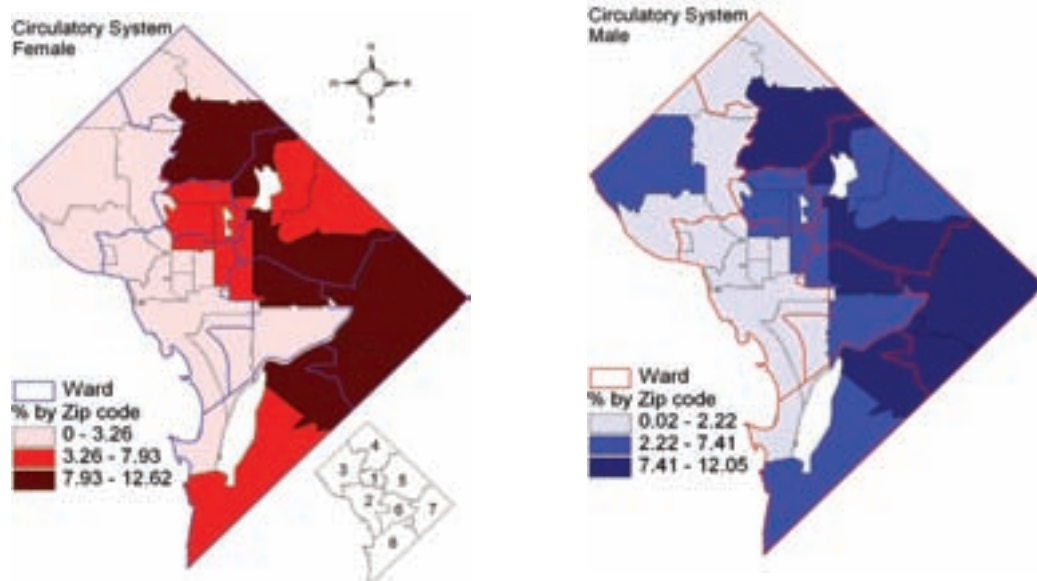 Circulatory System
Female
Ward
% by Zip code
0 - 3.26
3.26 - 7.93
7.93 - 12.62
4
3
1
5
2
6
7
8
Circulatory System
Male
Ward
% by Zip code
0.02 - 2.22
2.22 - 7.41
7.41 - 12.05